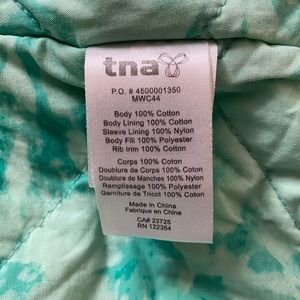 tna
P.O. # 4500001350
MWC44
Body 100% Cotton
Body Lining 100% Cotton
Sleeve Lining 100% Nylon
Body Fill 100% Polyester
Rib trim 100% Cotton
Corps 100% Cotton
Doublure de Corps 100% Coton
Doublure de Manches 100% Nylon
Remplissage 100% Polyester
Garniture de Tricot 100% Coton
Made in China
Fabriqué en Chine
CA# 23725
RN 122354